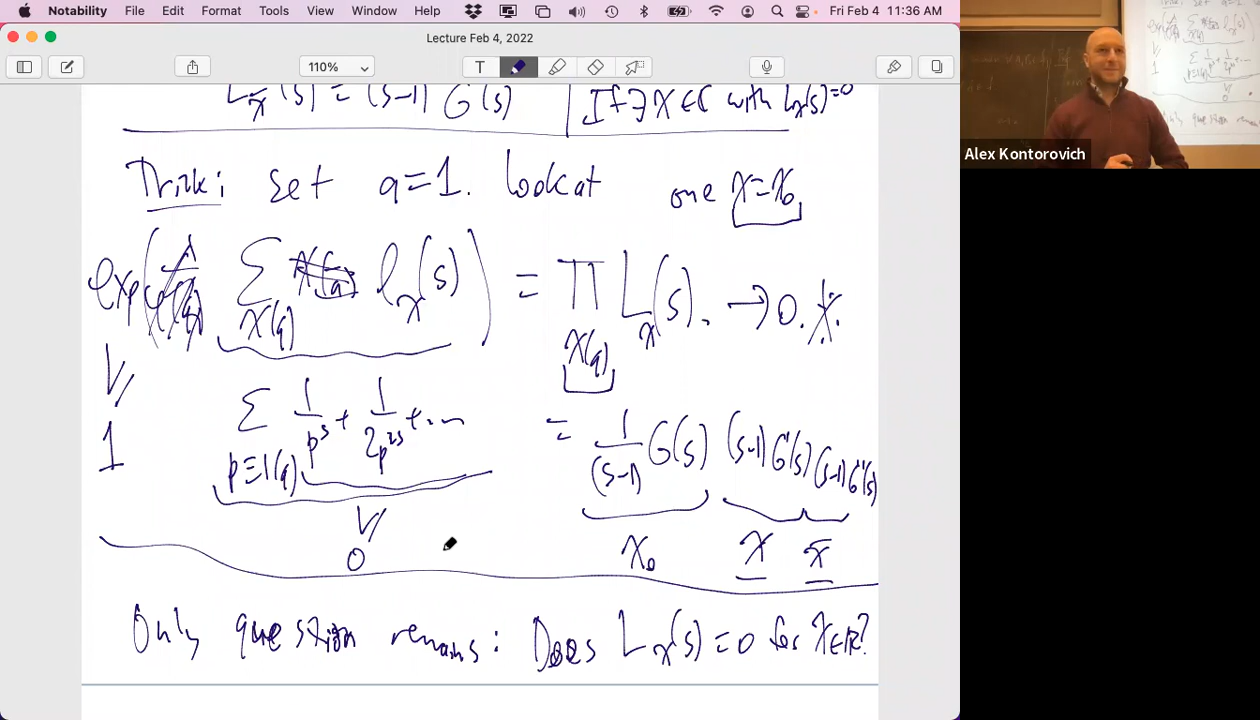 Notability File Edit Format Tools View Window Help Fri Feb 4 11:36 AM
Lecture Feb 4, 2022
110% T
L_χ̄(s) = (s-1) G(s) | If ∃ χ∈ℂ with L_χ(s)=0
Trick: set a=1. look at one χ=χ₀
exp( Σ_{χ(q)} l_χ(s) ) = Π_{χ(q)} L_χ(s). → 0.
V/
1
Σ_{p≡1(q)} 1/p^s + 1/2p^{2s} + ...
= 1/(s-1) G(s) (s-1)G(s) (s-1)G(s)
V/
0
χ₀ χ χ̄
Only question remains: Does L_χ(s)=0 for χ∈ℝ?
Alex Kontorovich